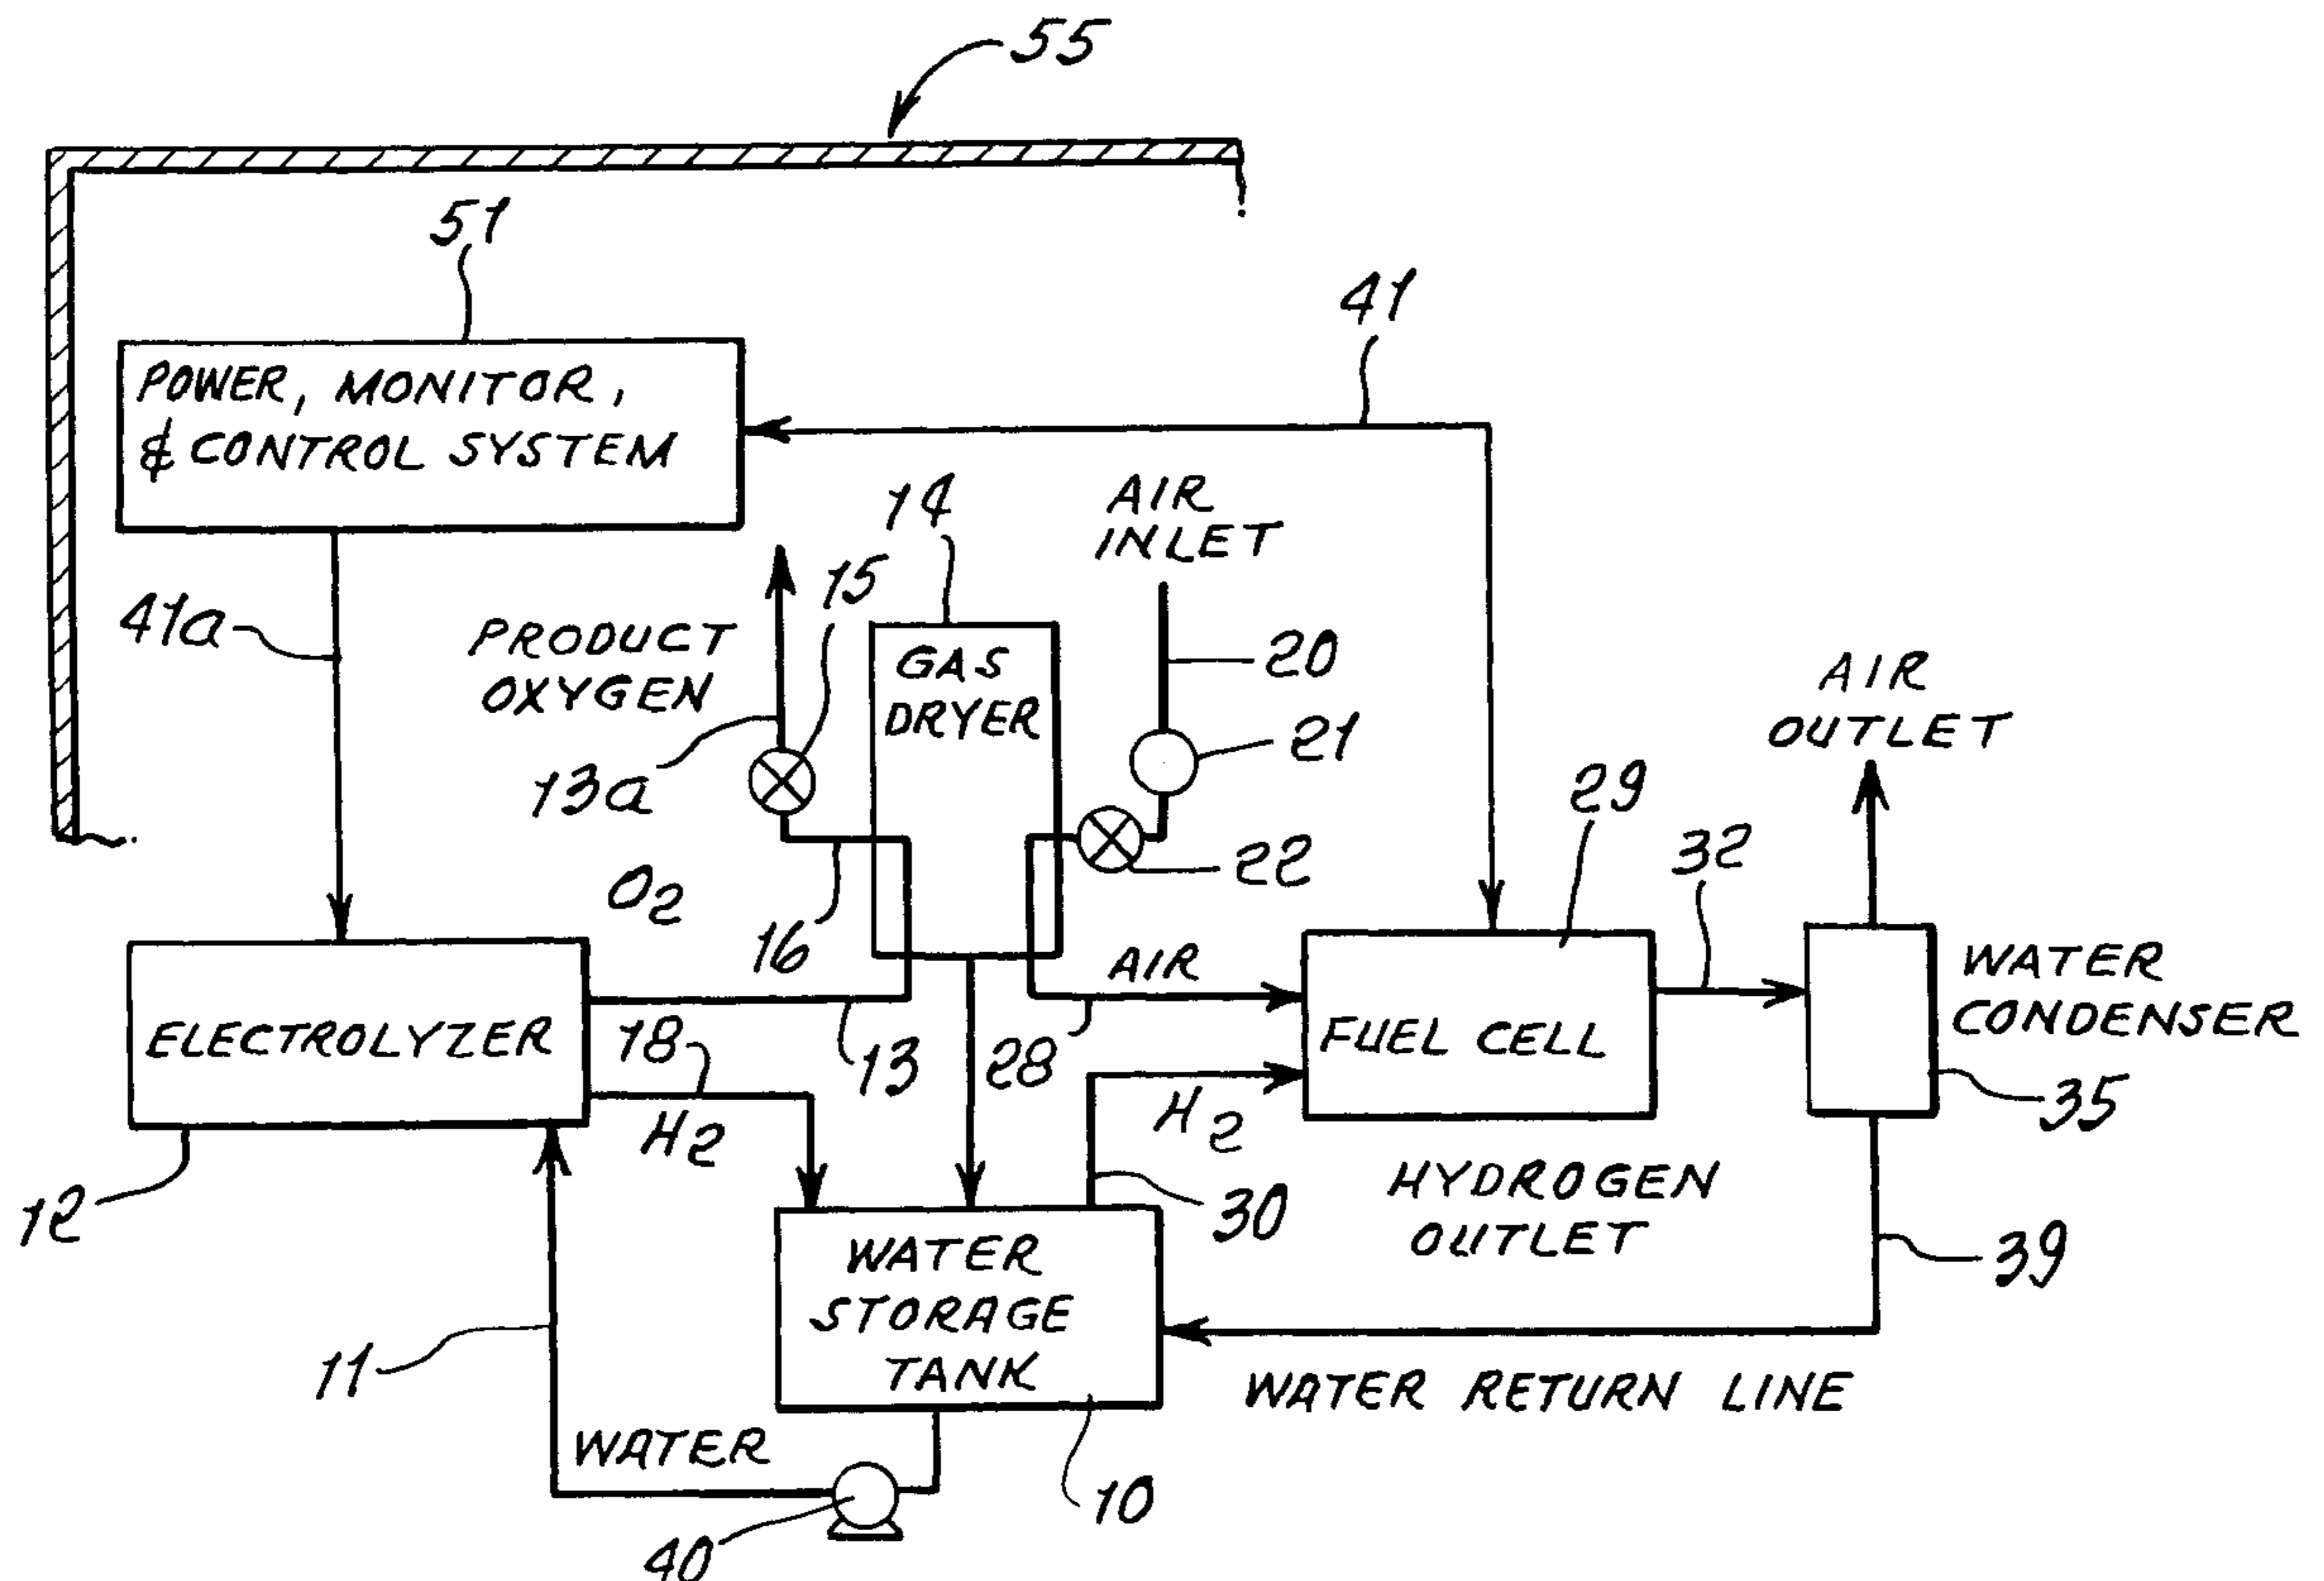 55
51
41
POWER, MONITOR,
& CONTROL SYSTEM
14
AIR
INLET
15
41a
PRODUCT
OXYGEN
GAS
DRYER
20
AIR
OUTLET
21
13a
29
22
32
O2
16
AIR
WATER
CONDENSER
ELECTROLYZER
18
13
28
FUEL CELL
35
H2
H2
12
30
HYDROGEN
OUTLET
39
WATER
STORAGE
TANK
11
WATER RETURN LINE
WATER
10
40